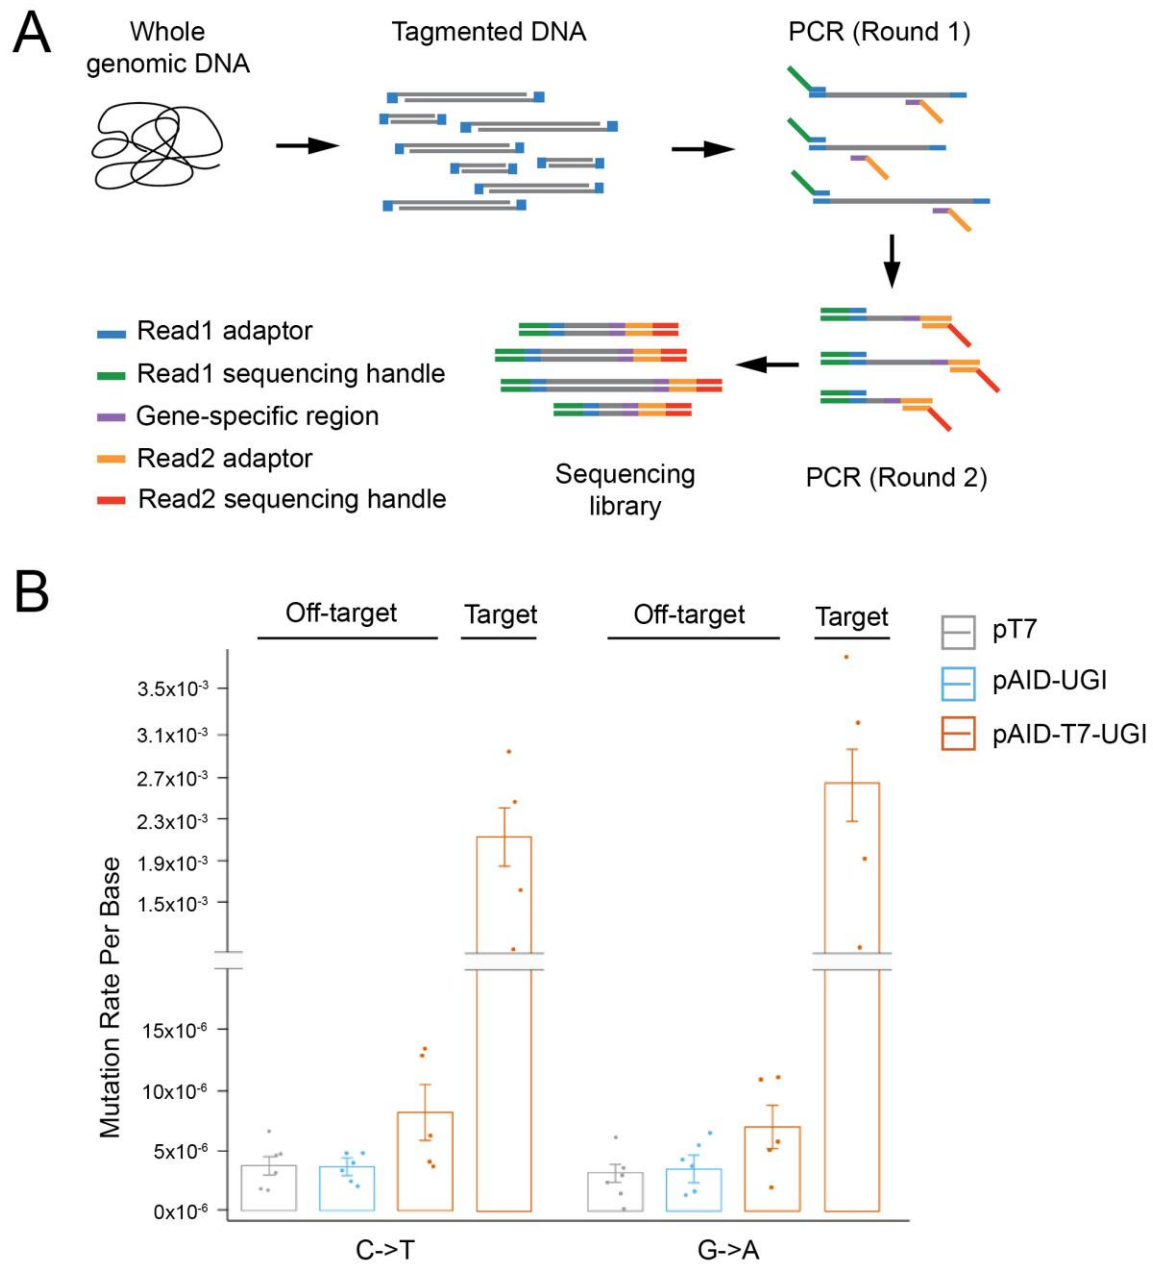 A
Whole
genomic DNA
Tagmented DNA
PCR (Round 1)
Read1 adaptor
Read1 sequencing handle
Gene-specific region
Read2 adaptor
Read2 sequencing handle
Sequencing
library
PCR (Round 2)
B
Off-target
Target
Off-target
Target
pT7
pAID-UGI
pAID-T7-UGI
Mutation Rate Per Base
3.5x10⁻³
3.1x10⁻³
2.7x10⁻³
2.3x10⁻³
1.9x10⁻³
1.5x10⁻³
15x10⁻⁶
10x10⁻⁶
5x10⁻⁶
0x10⁻⁶
C->T
G->A